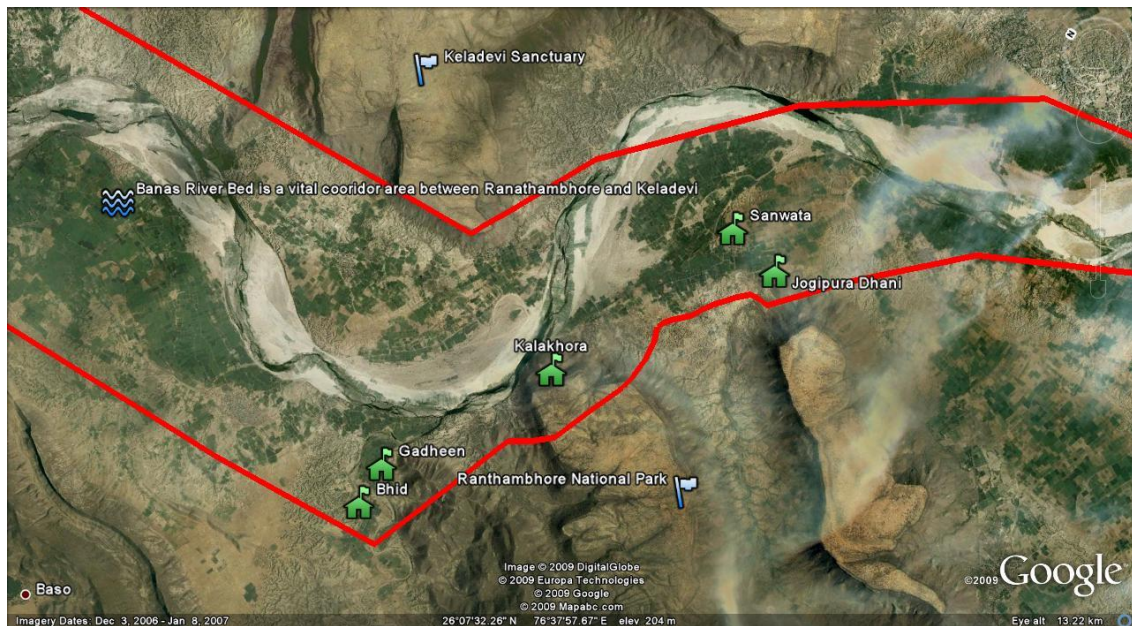 N
Keladevi Sanctuary
Banas River Bed is a vital cooridor area between Ranathambhore and Keladevi
Sanwata
Jogipura Dhani
Kalakhora
Gadheen
Ranthambhore National Park
Bhid
Image © 2009 DigitalGlobe
© 2009 Europa Technologies
© 2009 Google
© 2009 Mapabc.com
©2009 Google
Baso
Imagery Dates: Dec 3, 2006 - Jan 8, 2007 26°07'32.26" N 76°37'57.67" E elev 204 m Eye alt 13.22 km